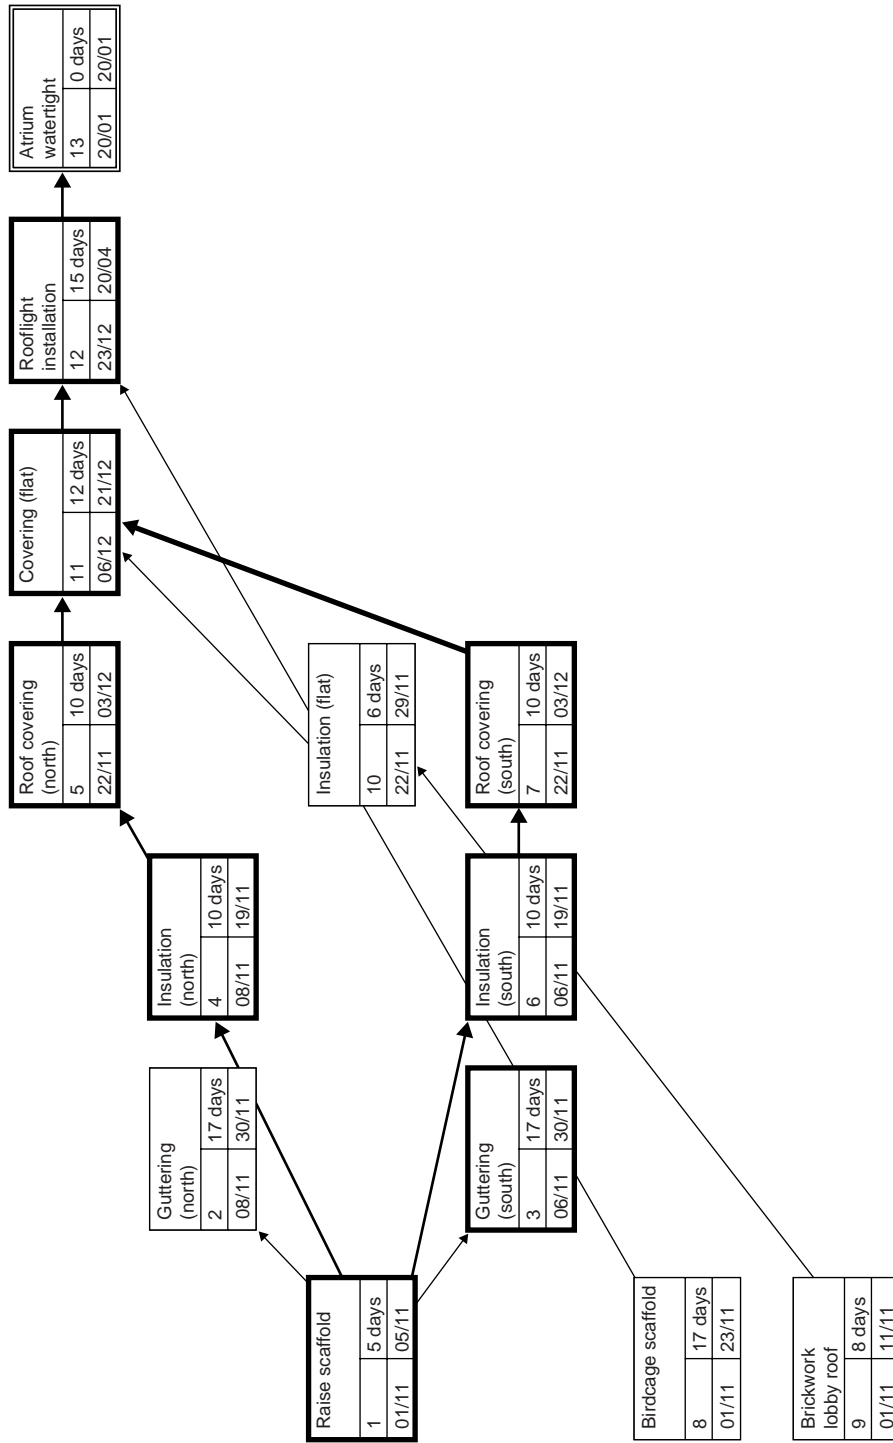 Raise scaffold
1 5 days
01/11 05/11
Guttering
(north)
2 17 days
08/11 30/11
Guttering
(south)
3 17 days
06/11 30/11
Birdcage scaffold
8 17 days
01/11 23/11
Brickwork
lobby roof
9 8 days
01/11 11/11
Insulation
(north)
4 10 days
08/11 19/11
Insulation
(south)
6 10 days
06/11 19/11
Roof covering
(north)
5 10 days
22/11 03/12
Insulation (flat)
10 6 days
22/11 29/11
Roof covering
(south)
7 10 days
22/11 03/12
Covering (flat)
11 12 days
06/12 21/12
Rooflight
installation
12 15 days
23/12 20/04
Atrium
watertight
13 0 days
20/01 20/01